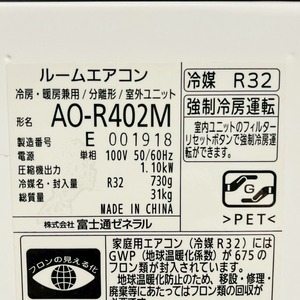 ルームエアコン
冷房・暖房兼用／分離形／室外ユニット
形名 AO-R402M
製造番号 E 001918
電源 単相 100V 50/60Hz
圧縮機出力 1.10kW
冷媒名・封入量 R32 730g
総質量 31kg
MADE IN CHINA
株式会社 富士通ゼネラル
冷媒 R32
強制冷房運転
室内ユニットのフィルター
リセットボタンで強制冷房運転
ができます。
G
>PET<
フロンの見える化
家庭用エアコン（冷媒R32）には
GWP（地球温暖化係数）が 675 の
フロン類が封入されています。
地球温暖化防止のため、移設・修理・
廃棄等にあたってはフロン類の回収が